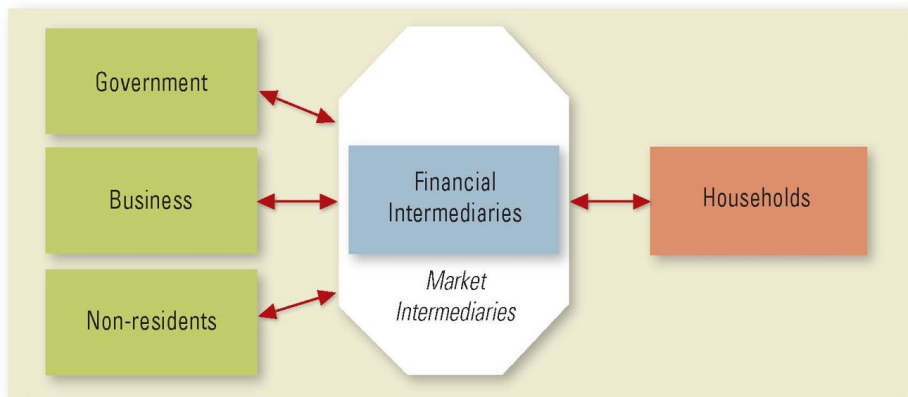 Government
Business
Non-residents
Financial
Intermediaries
Market
Intermediaries
Households